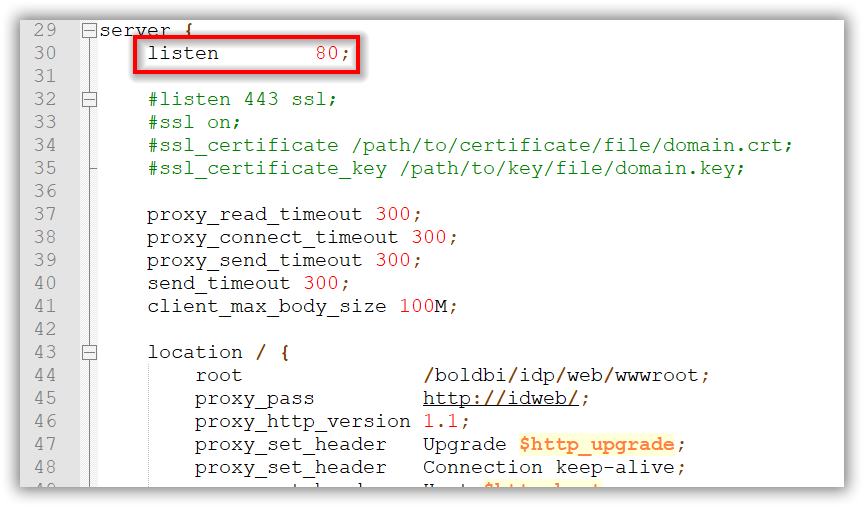 29 server {
30 listen 80;
31
32 #listen 443 ssl;
33 #ssl on;
34 #ssl_certificate /path/to/certificate/file/domain.crt;
35 #ssl_certificate_key /path/to/key/file/domain.key;
36
37 proxy_read_timeout 300;
38 proxy_connect_timeout 300;
39 proxy_send_timeout 300;
40 send_timeout 300;
41 client_max_body_size 100M;
42
43 location / {
44 root /boldbi/idp/web/wwwroot;
45 proxy_pass http://idweb/;
46 proxy_http_version 1.1;
47 proxy_set_header Upgrade $http_upgrade;
48 proxy_set_header Connection keep-alive;